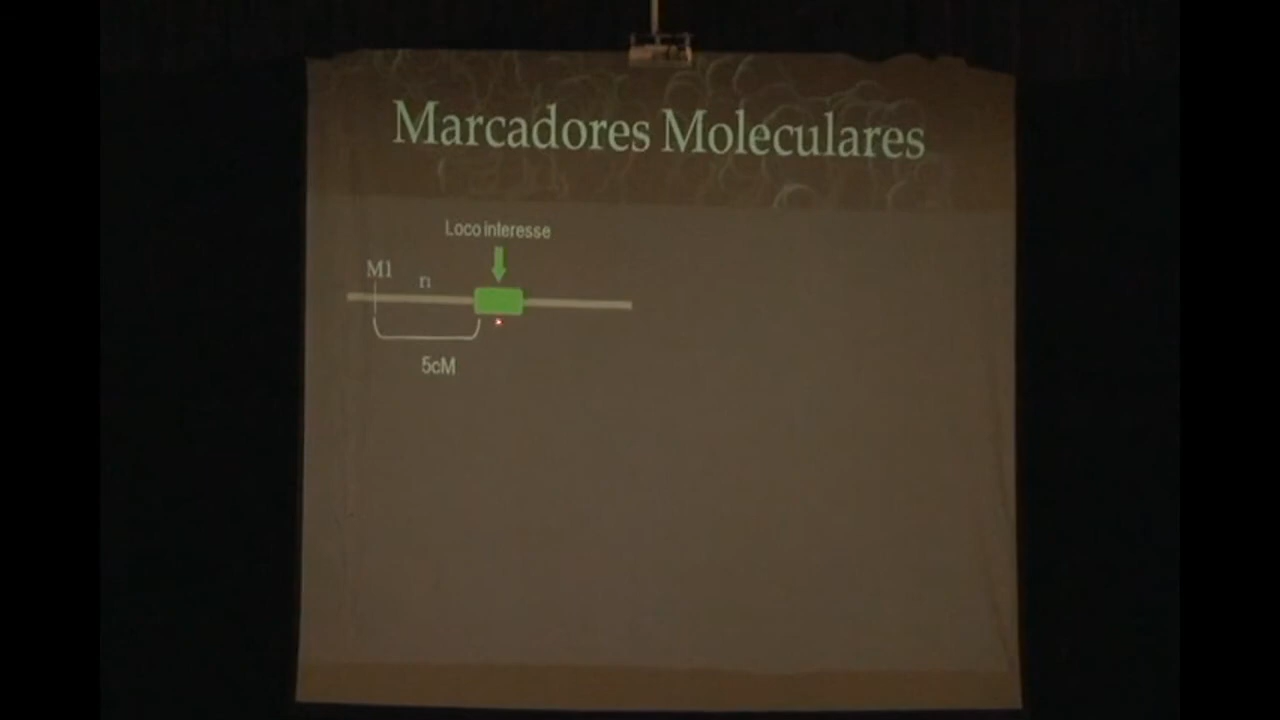 Marcadores Moleculares
Loco interesse
M1
r1
5cM